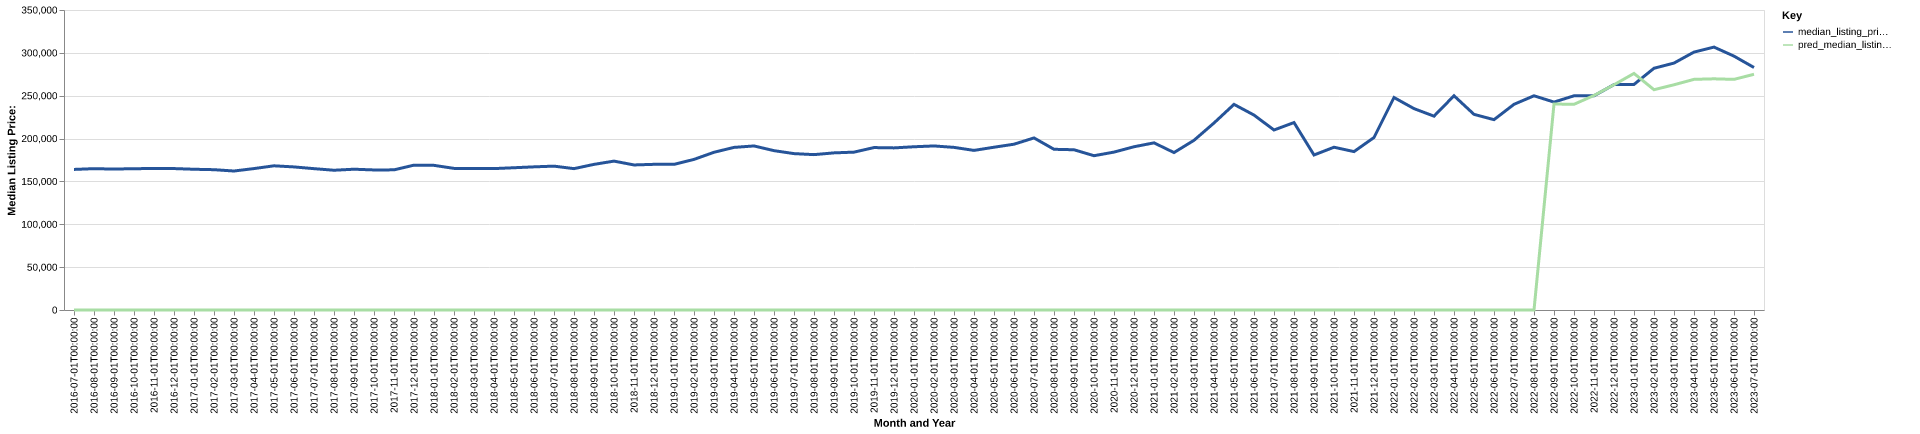 350,000
300,000
250,000
200,000
150,000
100,000
50,000
0
Median Listing Price:
2016-07-01T00:00:00
2016-08-01T00:00:00
2016-09-01T00:00:00
2016-10-01T00:00:00
2016-11-01T00:00:00
2016-12-01T00:00:00
2017-01-01T00:00:00
2017-02-01T00:00:00
2017-03-01T00:00:00
2017-04-01T00:00:00
2017-05-01T00:00:00
2017-06-01T00:00:00
2017-07-01T00:00:00
2017-08-01T00:00:00
2017-09-01T00:00:00
2017-10-01T00:00:00
2017-11-01T00:00:00
2017-12-01T00:00:00
2018-01-01T00:00:00
2018-02-01T00:00:00
2018-03-01T00:00:00
2018-04-01T00:00:00
2018-05-01T00:00:00
2018-06-01T00:00:00
2018-07-01T00:00:00
2018-08-01T00:00:00
2018-09-01T00:00:00
2018-10-01T00:00:00
2018-11-01T00:00:00
2018-12-01T00:00:00
2019-01-01T00:00:00
2019-02-01T00:00:00
2019-03-01T00:00:00
2019-04-01T00:00:00
2019-05-01T00:00:00
2019-06-01T00:00:00
2019-07-01T00:00:00
2019-08-01T00:00:00
2019-09-01T00:00:00
2019-10-01T00:00:00
2019-11-01T00:00:00
2019-12-01T00:00:00
2020-01-01T00:00:00
2020-02-01T00:00:00
2020-03-01T00:00:00
2020-04-01T00:00:00
2020-05-01T00:00:00
2020-06-01T00:00:00
2020-07-01T00:00:00
2020-08-01T00:00:00
2020-09-01T00:00:00
2020-10-01T00:00:00
2020-11-01T00:00:00
2020-12-01T00:00:00
2021-01-01T00:00:00
2021-02-01T00:00:00
2021-03-01T00:00:00
2021-04-01T00:00:00
2021-05-01T00:00:00
2021-06-01T00:00:00
2021-07-01T00:00:00
2021-08-01T00:00:00
2021-09-01T00:00:00
2021-10-01T00:00:00
2021-11-01T00:00:00
2021-12-01T00:00:00
2022-01-01T00:00:00
2022-02-01T00:00:00
2022-03-01T00:00:00
2022-04-01T00:00:00
2022-05-01T00:00:00
2022-06-01T00:00:00
2022-07-01T00:00:00
2022-08-01T00:00:00
2022-09-01T00:00:00
2022-10-01T00:00:00
2022-11-01T00:00:00
2022-12-01T00:00:00
2023-01-01T00:00:00
2023-02-01T00:00:00
2023-03-01T00:00:00
2023-04-01T00:00:00
2023-05-01T00:00:00
2023-06-01T00:00:00
2023-07-01T00:00:00
Month and Year
Key
median_listing_pri…
pred_median_listin…